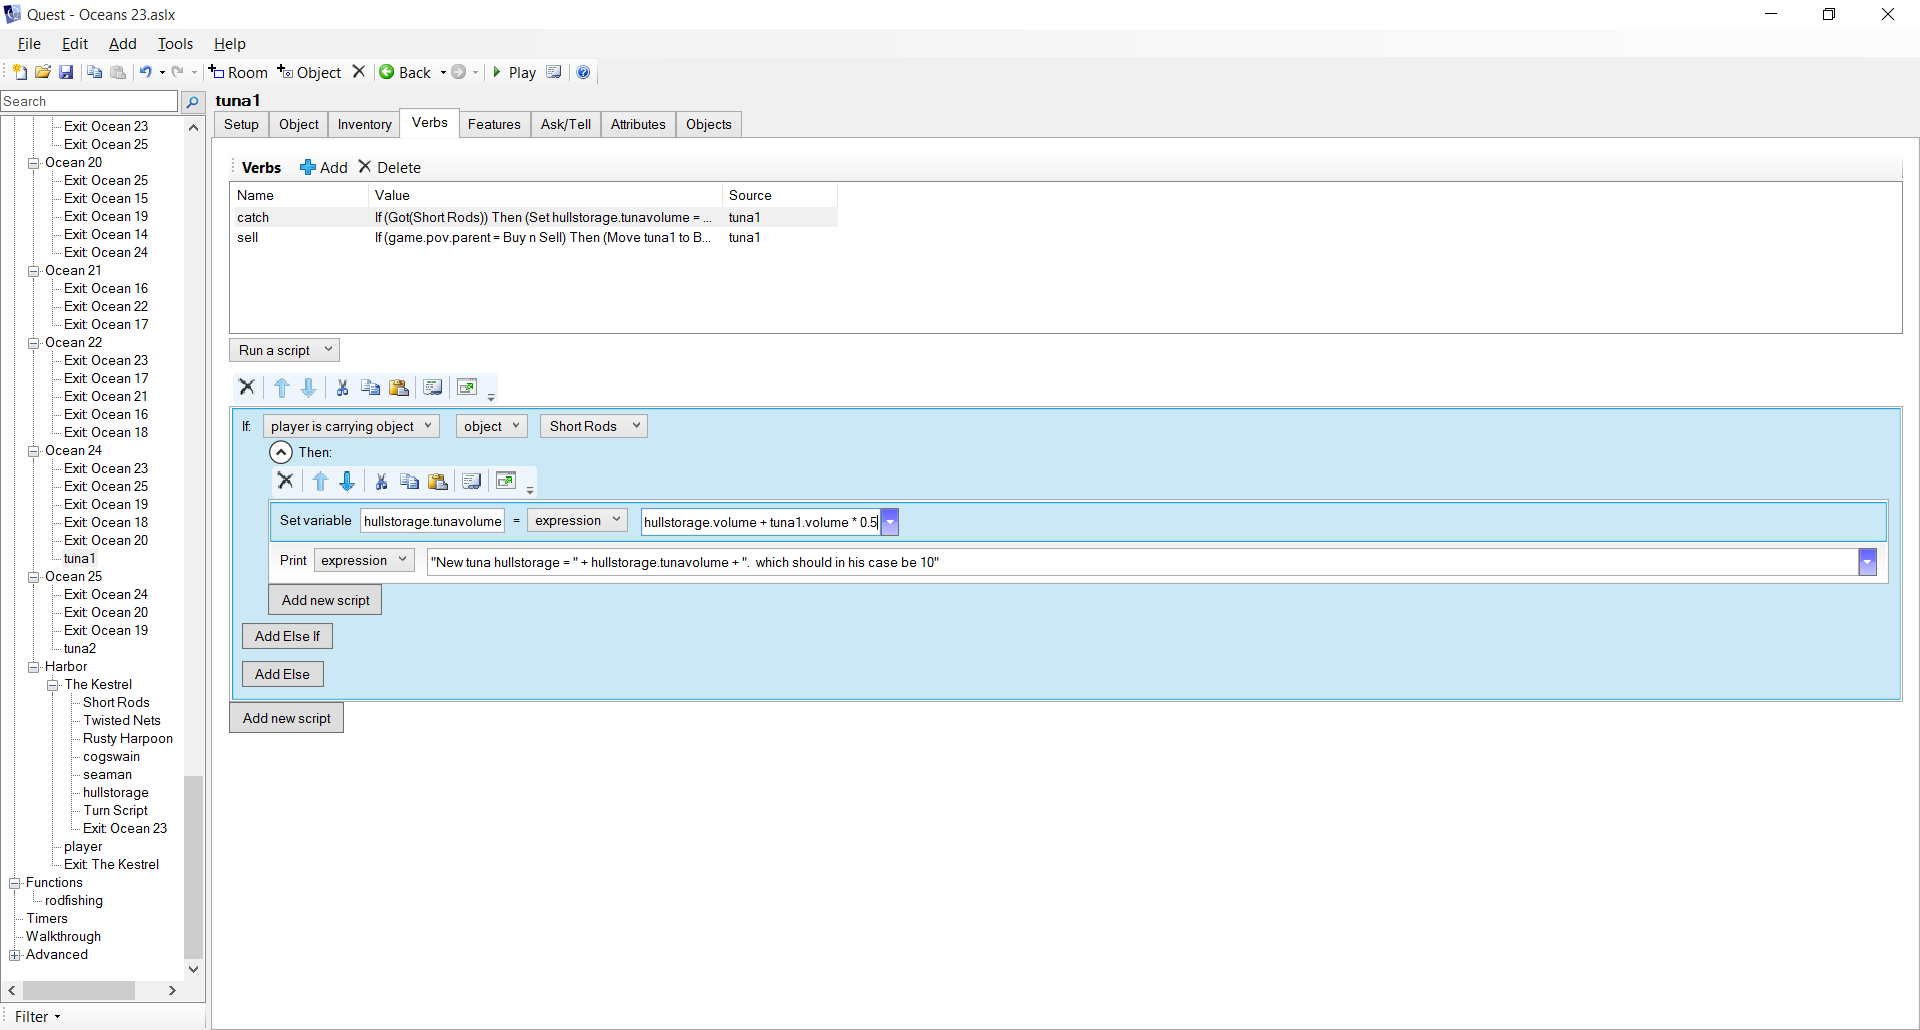 Quest - Oceans 23.aslx
File Edit Add Tools Help
Room Object Back Play
Search
tuna1
Setup Object Inventory Verbs Features Ask/Tell Attributes Objects
Exit: Ocean 23
Exit: Ocean 25
Ocean 20
Exit: Ocean 25
Exit: Ocean 15
Exit: Ocean 19
Exit: Ocean 14
Exit: Ocean 24
Ocean 21
Exit: Ocean 16
Exit: Ocean 22
Exit: Ocean 17
Ocean 22
Exit: Ocean 23
Exit: Ocean 17
Exit: Ocean 21
Exit: Ocean 16
Exit: Ocean 18
Ocean 24
Exit: Ocean 23
Exit: Ocean 25
Exit: Ocean 19
Exit: Ocean 18
Exit: Ocean 20
tuna1
Ocean 25
Exit: Ocean 24
Exit: Ocean 20
Exit: Ocean 19
tuna2
Harbor
The Kestrel
Short Rods
Twisted Nets
Rusty Harpoon
cogswain
seaman
hullstorage
Turn Script
Exit: Ocean 23
player
Exit: The Kestrel
Functions
rodfishing
Timers
Walkthrough
Advanced
Filter
Verbs Add Delete
Name Value Source
catch If (Got(Short Rods)) Then (Set hullstorage.tunavolume = ... tuna1
sell If (game.pov.parent = Buy n Sell) Then (Move tuna1 to B... tuna1
Run a script
If: player is carrying object object Short Rods
Then:
Set variable hullstorage.tunavolume = expression hullstorage.volume + tuna1.volume * 0.5
Print expression "New tuna hullstorage = " + hullstorage.tunavolume + ". which should in his case be 10"
Add new script
Add Else If
Add Else
Add new script